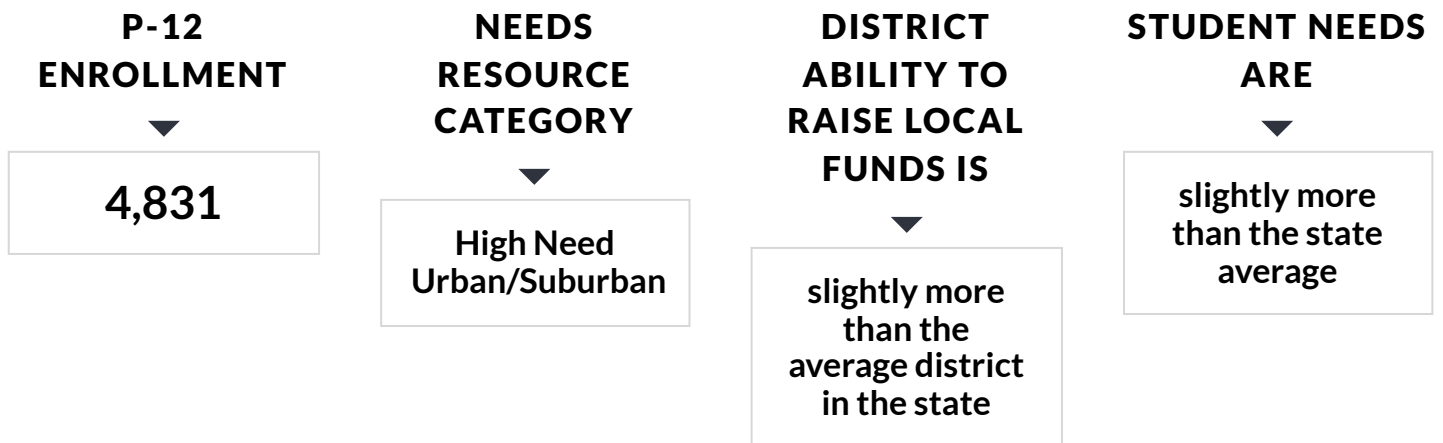 P-12
ENROLLMENT
4,831
NEEDS
RESOURCE
CATEGORY
High Need
Urban/Suburban
DISTRICT
ABILITY TO
RAISE LOCAL
FUNDS IS
slightly more
than the
average district
in the state
STUDENT NEEDS
ARE
slightly more
than the state
average